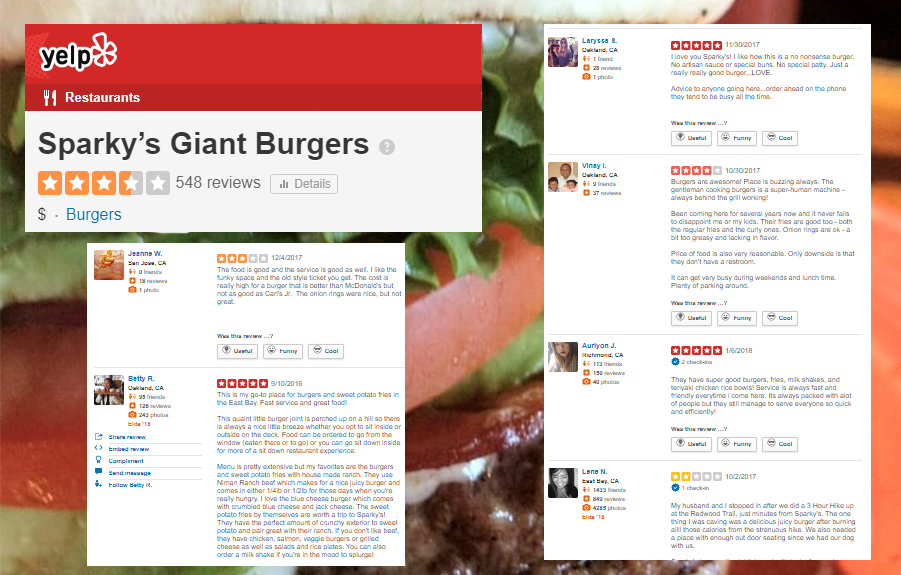 yelp
Restaurants
Sparky's Giant Burgers ?
548 reviews Details
$ · Burgers
Jeanne W.
San Jose, CA
0 friends
18 reviews
1 photo
12/4/2017
The food is good and the service is good as well. I like the
funky space and the old style ticket you get. The cost is
really high for a burger that is better than McDonald's but
not as good as Carl's Jr. The onion rings were nice, but not
great.
Was this review ...?
Useful Funny Cool
Betty R.
Oakland, CA
95 friends
128 reviews
243 photos
Elite '18
Share review
Embed review
Compliment
Send message
Follow Betty R.
9/10/2016
This is my go-to place for burgers and sweet potato fries in
the East Bay. Fast service and great food!
This quaint little burger joint is perched up on a hill so there
is always a nice little breeze whether you opt to sit inside or
outside on the deck. Food can be ordered to go from the
window (eaten there or to go) or you can go sit down inside
for more of a sit down restaurant experience.
Menu is pretty extensive but my favorites are the burgers
and sweet potato fries with house made ranch. They use
Niman Ranch beef which makes for a nice juicy burger and
comes in either 1/4lb or 1/2lb for those days when you're
really hungry. I love the blue cheese burger which comes
with crumbled blue cheese and jack cheese. The sweet
potato fries by themselves are worth a trip to Sparky's!
They have the perfect amount of crunchy exterior to sweet
potato and pair great with their ranch. If you don't like beef,
they have chicken, salmon, veggie burgers or grilled
cheese as well as salads and rice plates. You can also
order a milk shake if you're in the mood to splurge!
Laryssa S.
Oakland, CA
1 friend
28 reviews
1 photo
11/30/2017
I love you Sparky's! I like how this is a no nonsense burger.
No artisan sauce or special buns. No special patty. Just a
really really good burger...LOVE.
Advice to anyone going here...order ahead on the phone
they tend to be busy all the time.
Was this review ...?
Useful Funny Cool
Vinay I.
Oakland, CA
9 friends
37 reviews
10/30/2017
Burgers are awesome! Place is buzzing always. The
gentleman cooking burgers is a super-human machine -
always behind the grill working!
Been coming here for several years now and it never fails
to disappoint me or my kids. Their fries are good too - both
the regular fries and the curly ones. Onion rings are ok - a
bit too greasy and lacking in flavor.
Price of food is also very reasonable. Only downside is that
they don't have a restroom.
It can get very busy during weekends and lunch time.
Plenty of parking around.
Was this review ...?
Useful Funny Cool
Aurlyon J.
Richmond, CA
113 friends
150 reviews
40 photos
1/6/2018
2 check-ins
They have super good burgers, fries, milk shakes, and
teriyaki chicken rice bowls! Service is always fast and
friendly everytime i come here. Its always packed with alot
of people but they still manage to serve everyone so quick
and efficiently!
Was this review ...?
Useful Funny Cool
Lene N.
East Bay, CA
1433 friends
849 reviews
4285 photos
Elite '18
10/2/2017
1 check-in
My husband and I stopped in after we did a 3 Hour Hike up
at the Redwood Trail, just minutes from Sparky's. The one
thing I was caving was a delicious juicy burger after burning
alll those calories from the strenuous hike. We also needed
a place with enough out door seating since we had our dog
with us.